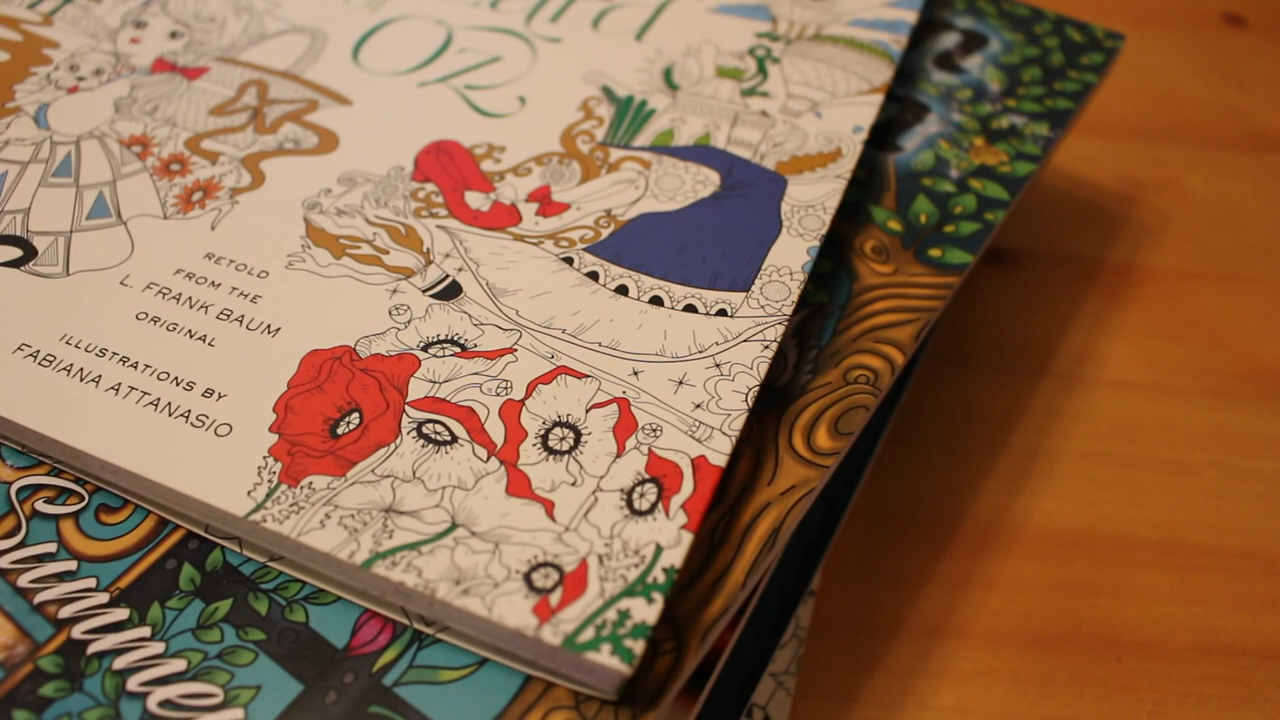 OZ
RETOLD
FROM THE
L. FRANK BAUM
ORIGINAL
ILLUSTRATIONS BY
FABIANA ATTANASIO
Summer